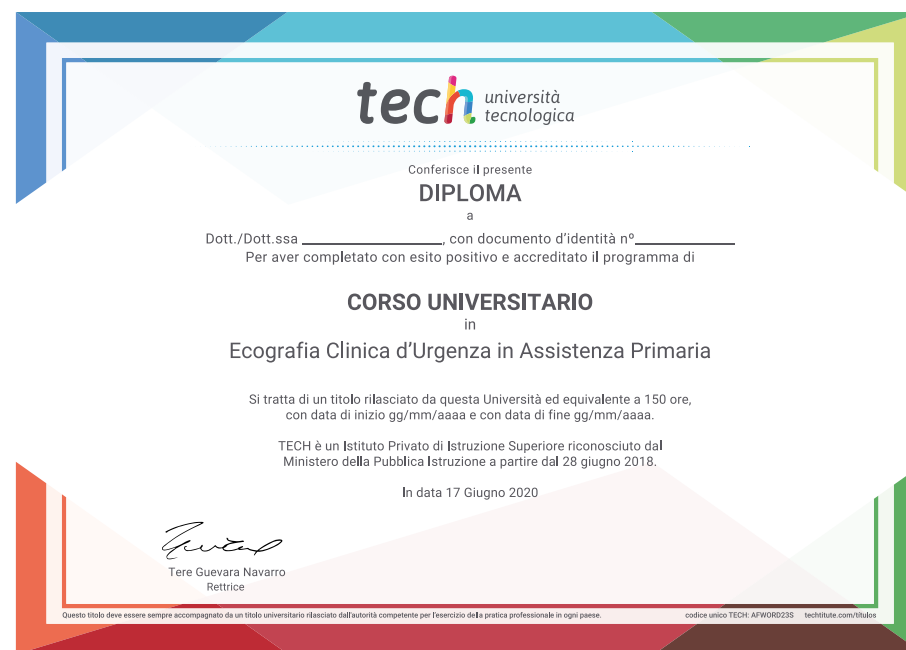 tech università
tecnologica
Conferisce il presente
DIPLOMA
a
Dott./Dott.ssa ____________________, con documento d'identità nº______________
Per aver completato con esito positivo e accreditato il programma di
CORSO UNIVERSITARIO
in
Ecografia Clinica d'Urgenza in Assistenza Primaria
Si tratta di un titolo rilasciato da questa Università ed equivalente a 150 ore,
con data di inizio gg/mm/aaaa e con data di fine gg/mm/aaaa.
TECH è un Istituto Privato di Istruzione Superiore riconosciuto dal
Ministero della Pubblica Istruzione a partire dal 28 giugno 2018.
In data 17 Giugno 2020
Tere Guevara Navarro
Rettrice
Questo titolo deve essere sempre accompagnato da un titolo universitario rilasciato dall'autorità competente per l'esercizio della pratica professionale in ogni paese. codice unico TECH: AFWORD23S techtitute.com/titulos